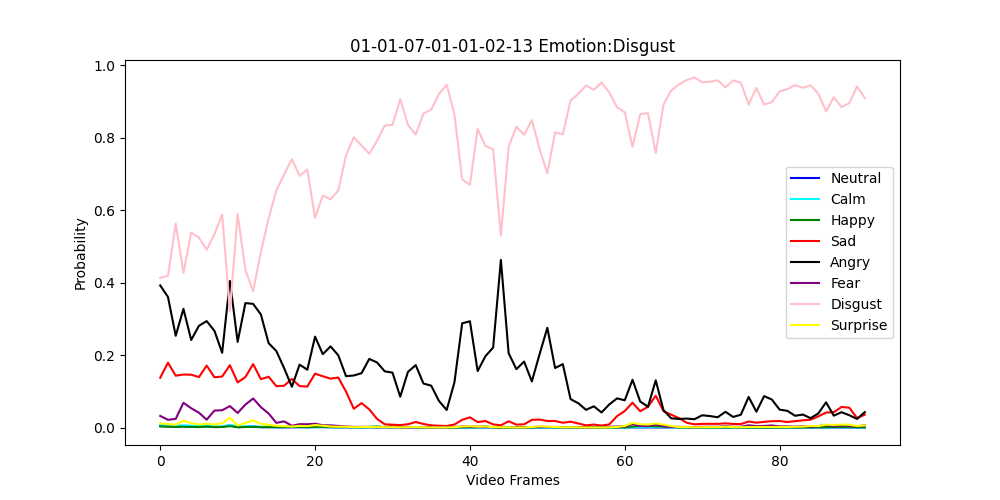 01-01-07-01-01-02-13 Emotion:Disgust
1.0
0.8
0.6
0.4
0.2
0.0
Probability
0
20
40
60
80
Video Frames
Neutral
Calm
Happy
Sad
Angry
Fear
Disgust
Surprise